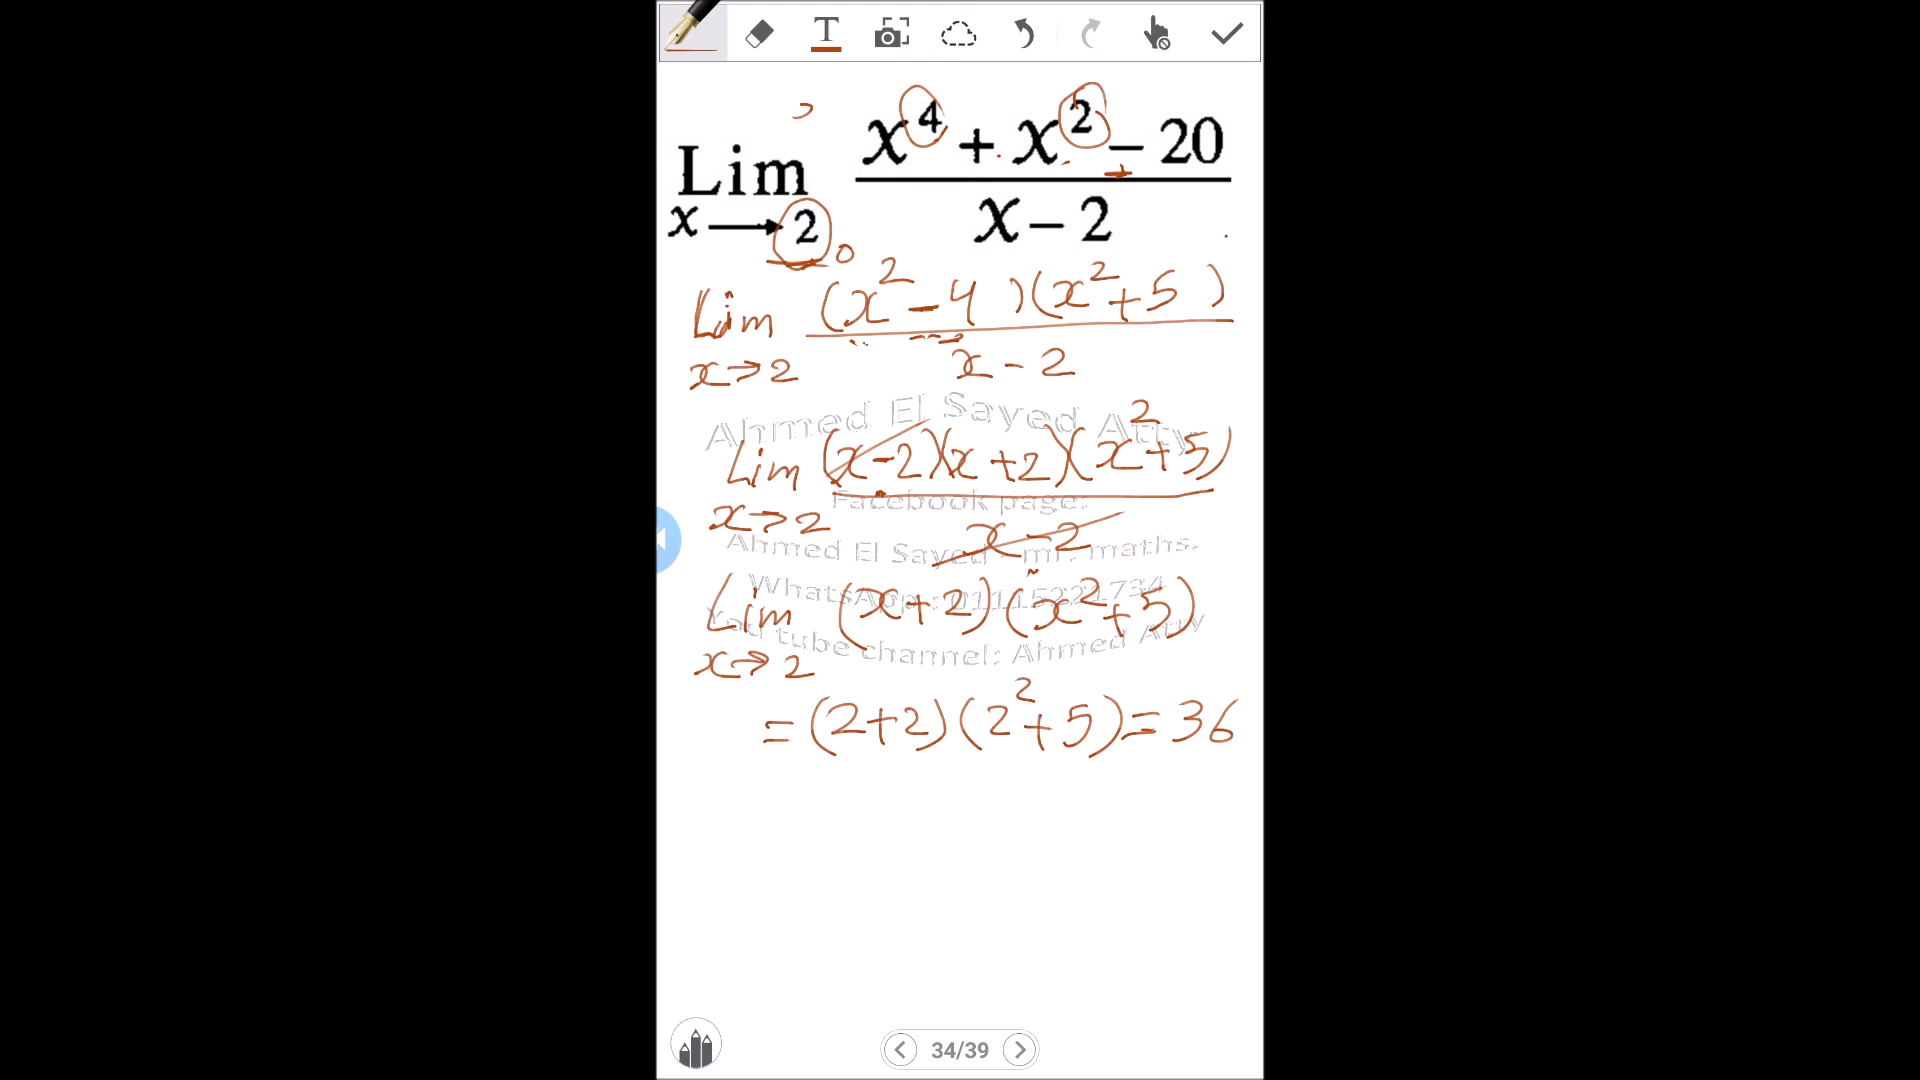 x⁴ + x² – 20
Lim
x – 2
x → 2
0
(x² – 4)(x² + 5)
Lim
x → 2
x – 2
Ahmed El Sayed Atty
Lim (x–2)(x+2)(x²+5)
x → 2
Facebook page:
x – 2
Ahmed El Sayed - mr. maths.
WhatsApp : 01115221734
Lim (x+2)(x²+5)
x → 2
You tube channel: Ahmed Atty
= (2+2)(2²+5) = 36
34/39